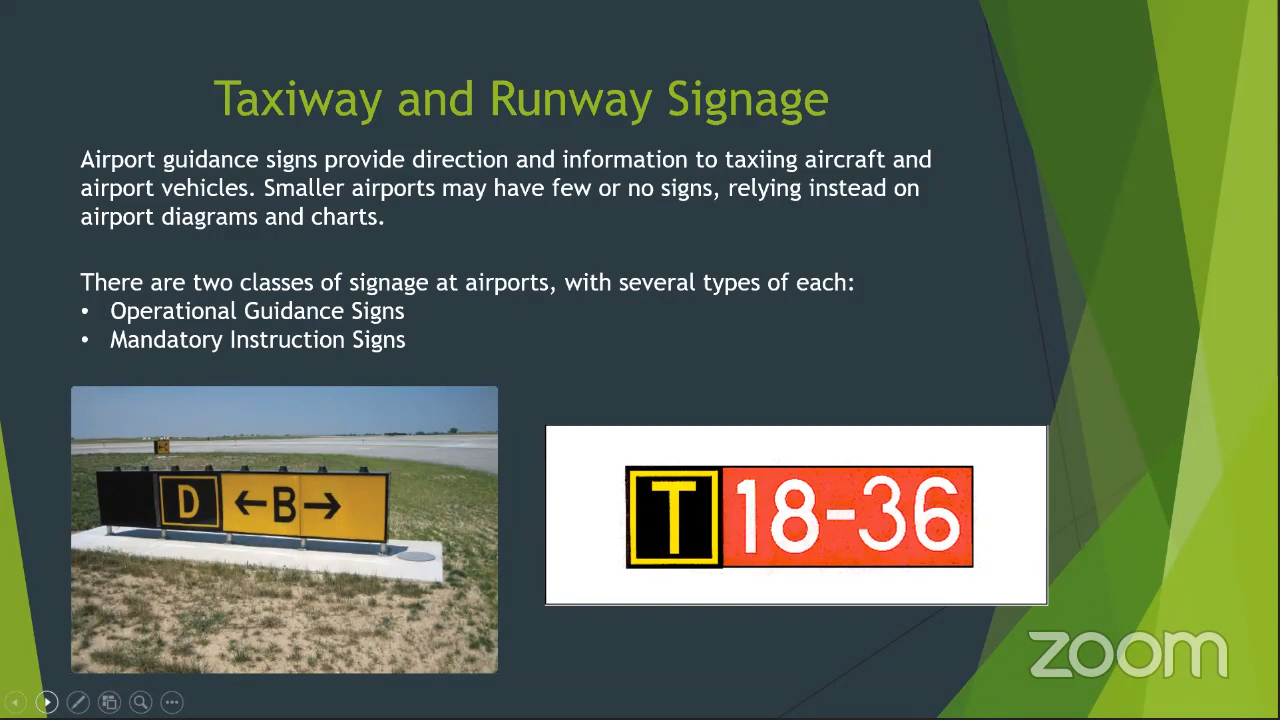 Taxiway and Runway Signage
Airport guidance signs provide direction and information to taxiing aircraft and
airport vehicles. Smaller airports may have few or no signs, relying instead on
airport diagrams and charts.
There are two classes of signage at airports, with several types of each:
• Operational Guidance Signs
• Mandatory Instruction Signs
D ←B→
T 18-36
zoom